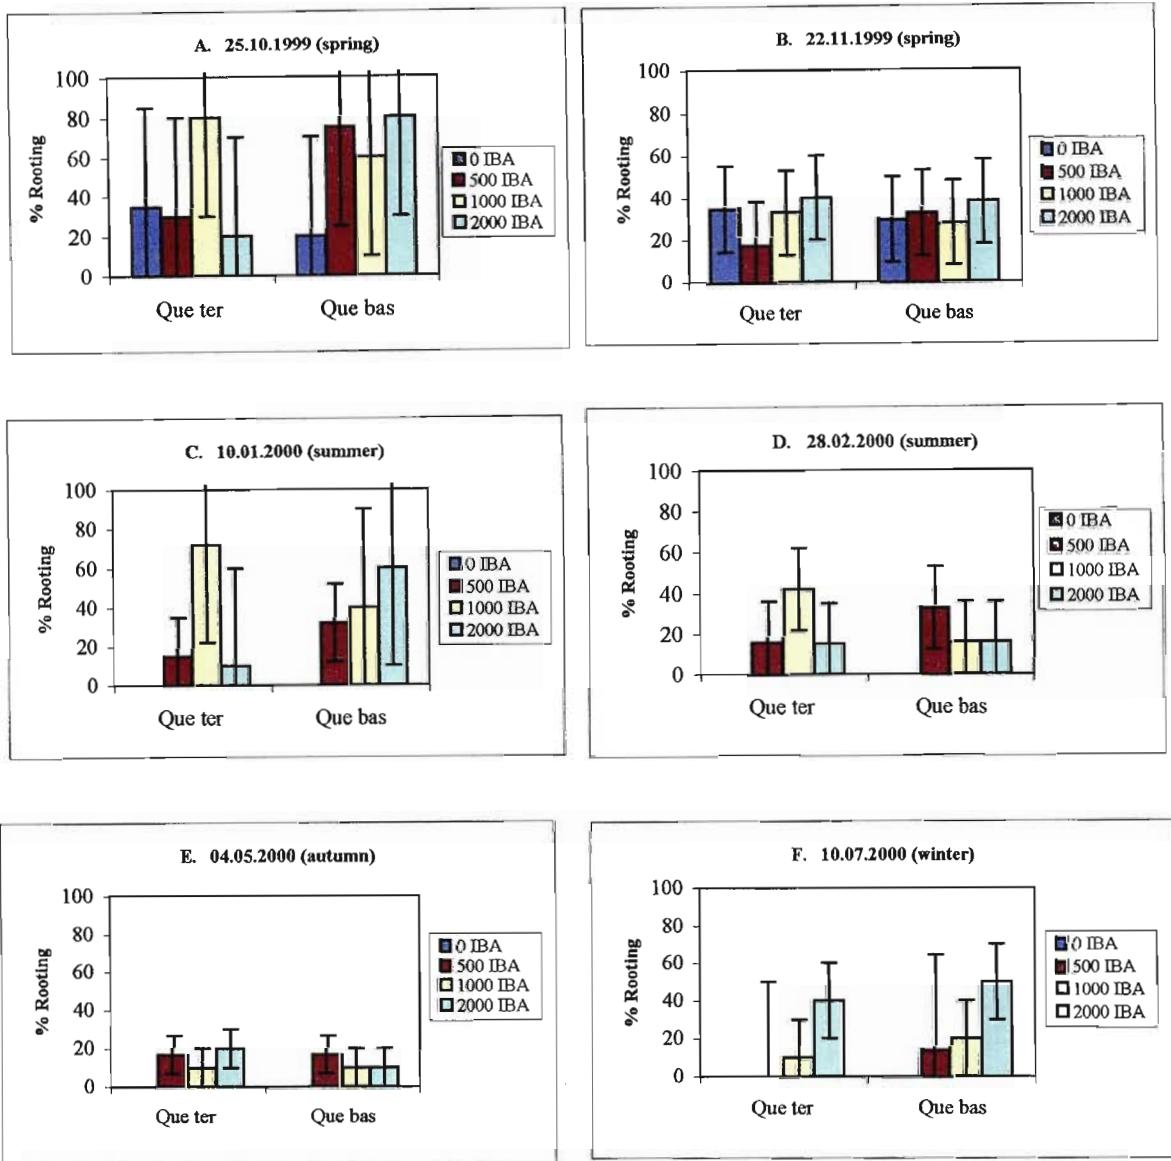 A. 25.10.1999 (spring)
% Rooting
100
80
60
40
20
0
Que ter
Que bas
0 IBA
500 IBA
1000 IBA
2000 IBA
B. 22.11.1999 (spring)
% Rooting
100
80
60
40
20
0
Que ter
Que bas
0 IBA
500 IBA
1000 IBA
2000 IBA
C. 10.01.2000 (summer)
% Rooting
100
80
60
40
20
0
Que ter
Que bas
0 IBA
500 IBA
1000 IBA
2000 IBA
D. 28.02.2000 (summer)
% Rooting
100
80
60
40
20
0
Que ter
Que bas
0 IBA
500 IBA
1000 IBA
2000 IBA
E. 04.05.2000 (autumn)
% Rooting
100
80
60
40
20
0
Que ter
Que bas
0 IBA
500 IBA
1000 IBA
2000 IBA
F. 10.07.2000 (winter)
% Rooting
100
80
60
40
20
0
Que ter
Que bas
0 IBA
500 IBA
1000 IBA
2000 IBA